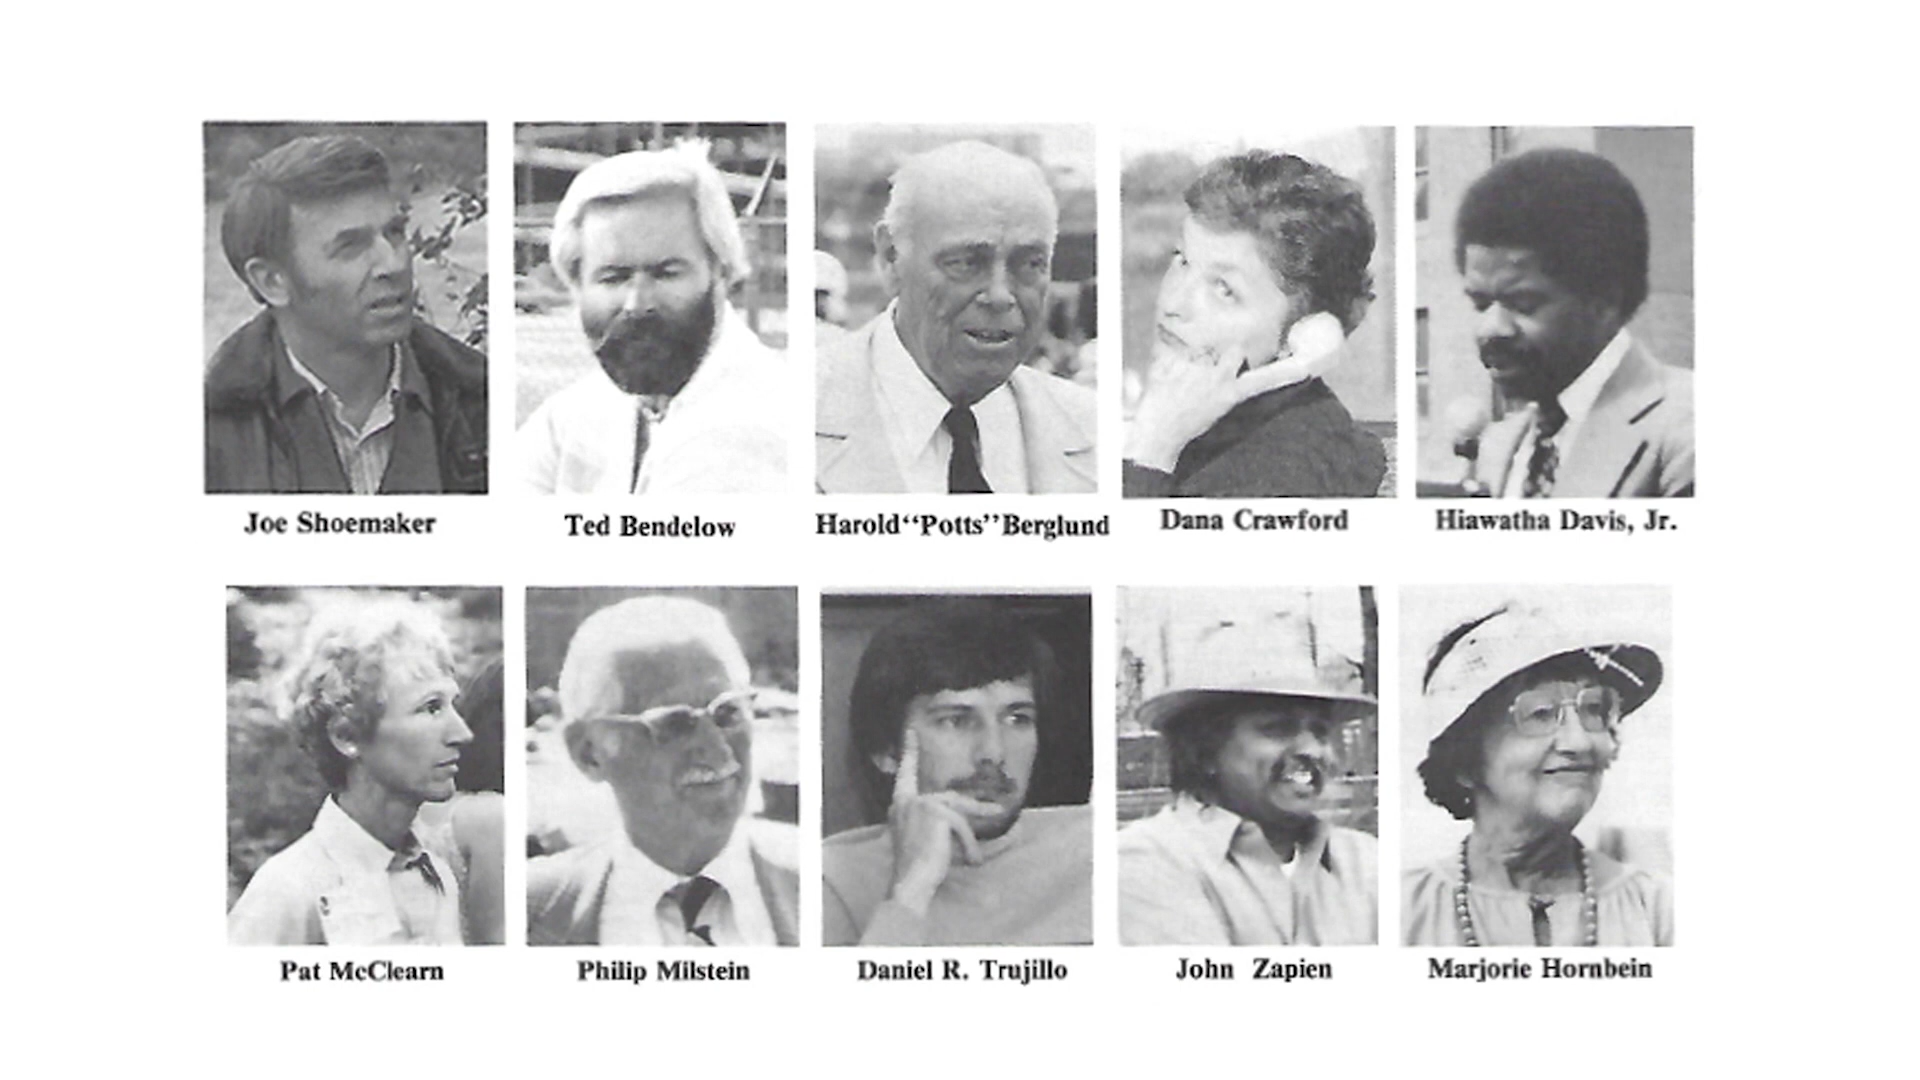 Joe Shoemaker
Ted Bendelow
Harold“Potts”Berglund
Dana Crawford
Hiawatha Davis, Jr.
Pat McClearn
Philip Milstein
Daniel R. Trujillo
John Zapien
Marjorie Hornbein